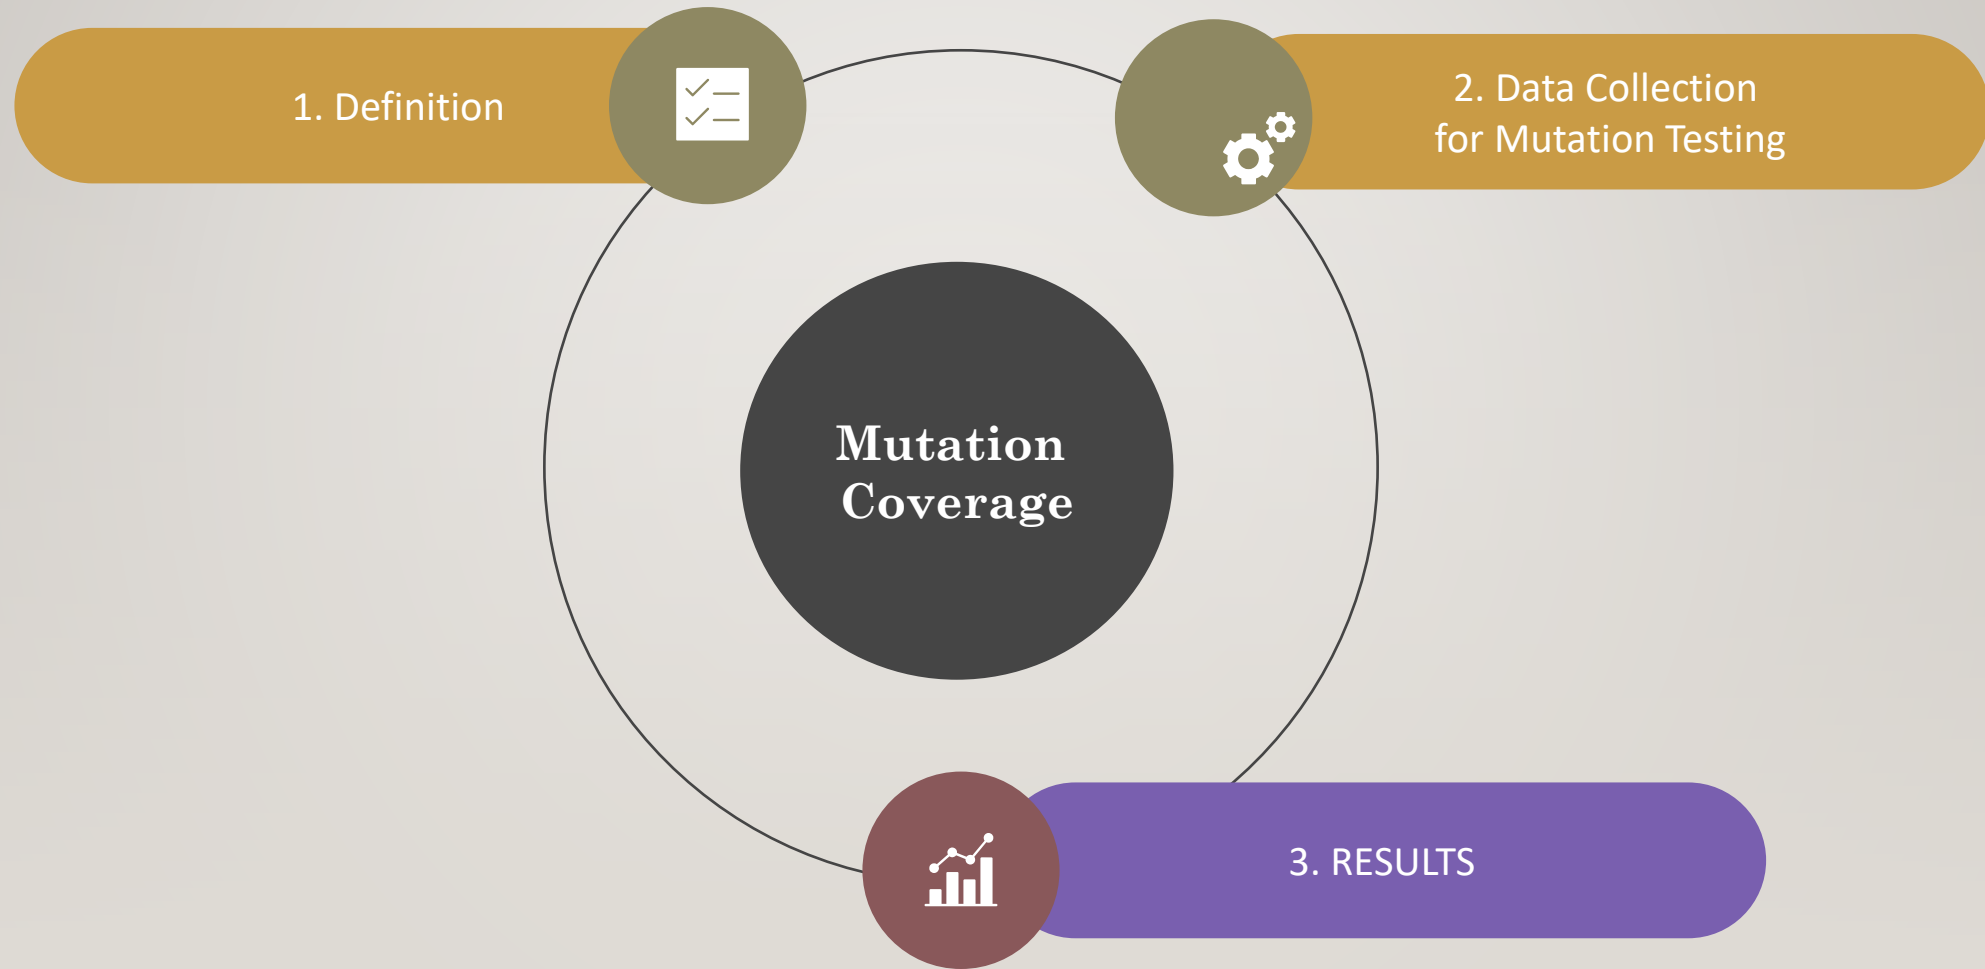 1. Definition
2. Data Collection
for Mutation Testing
Mutation
Coverage
3. RESULTS